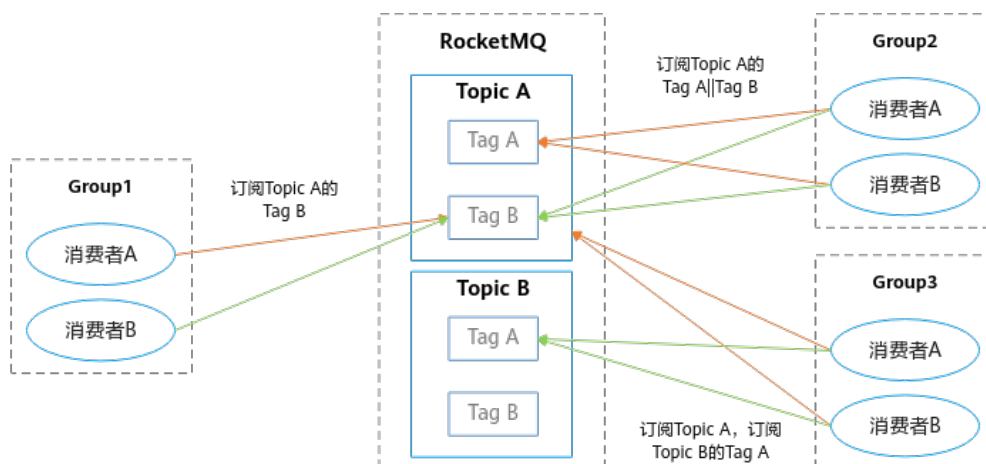 RocketMQ
Topic A
Tag A
Tag B
Topic B
Tag A
Tag B
Group1
消费者A
消费者B
订阅Topic A的
Tag B
订阅Topic A的
Tag A||Tag B
Group2
消费者A
消费者B
Group3
消费者A
消费者B
订阅Topic A，订阅
Topic B的Tag A